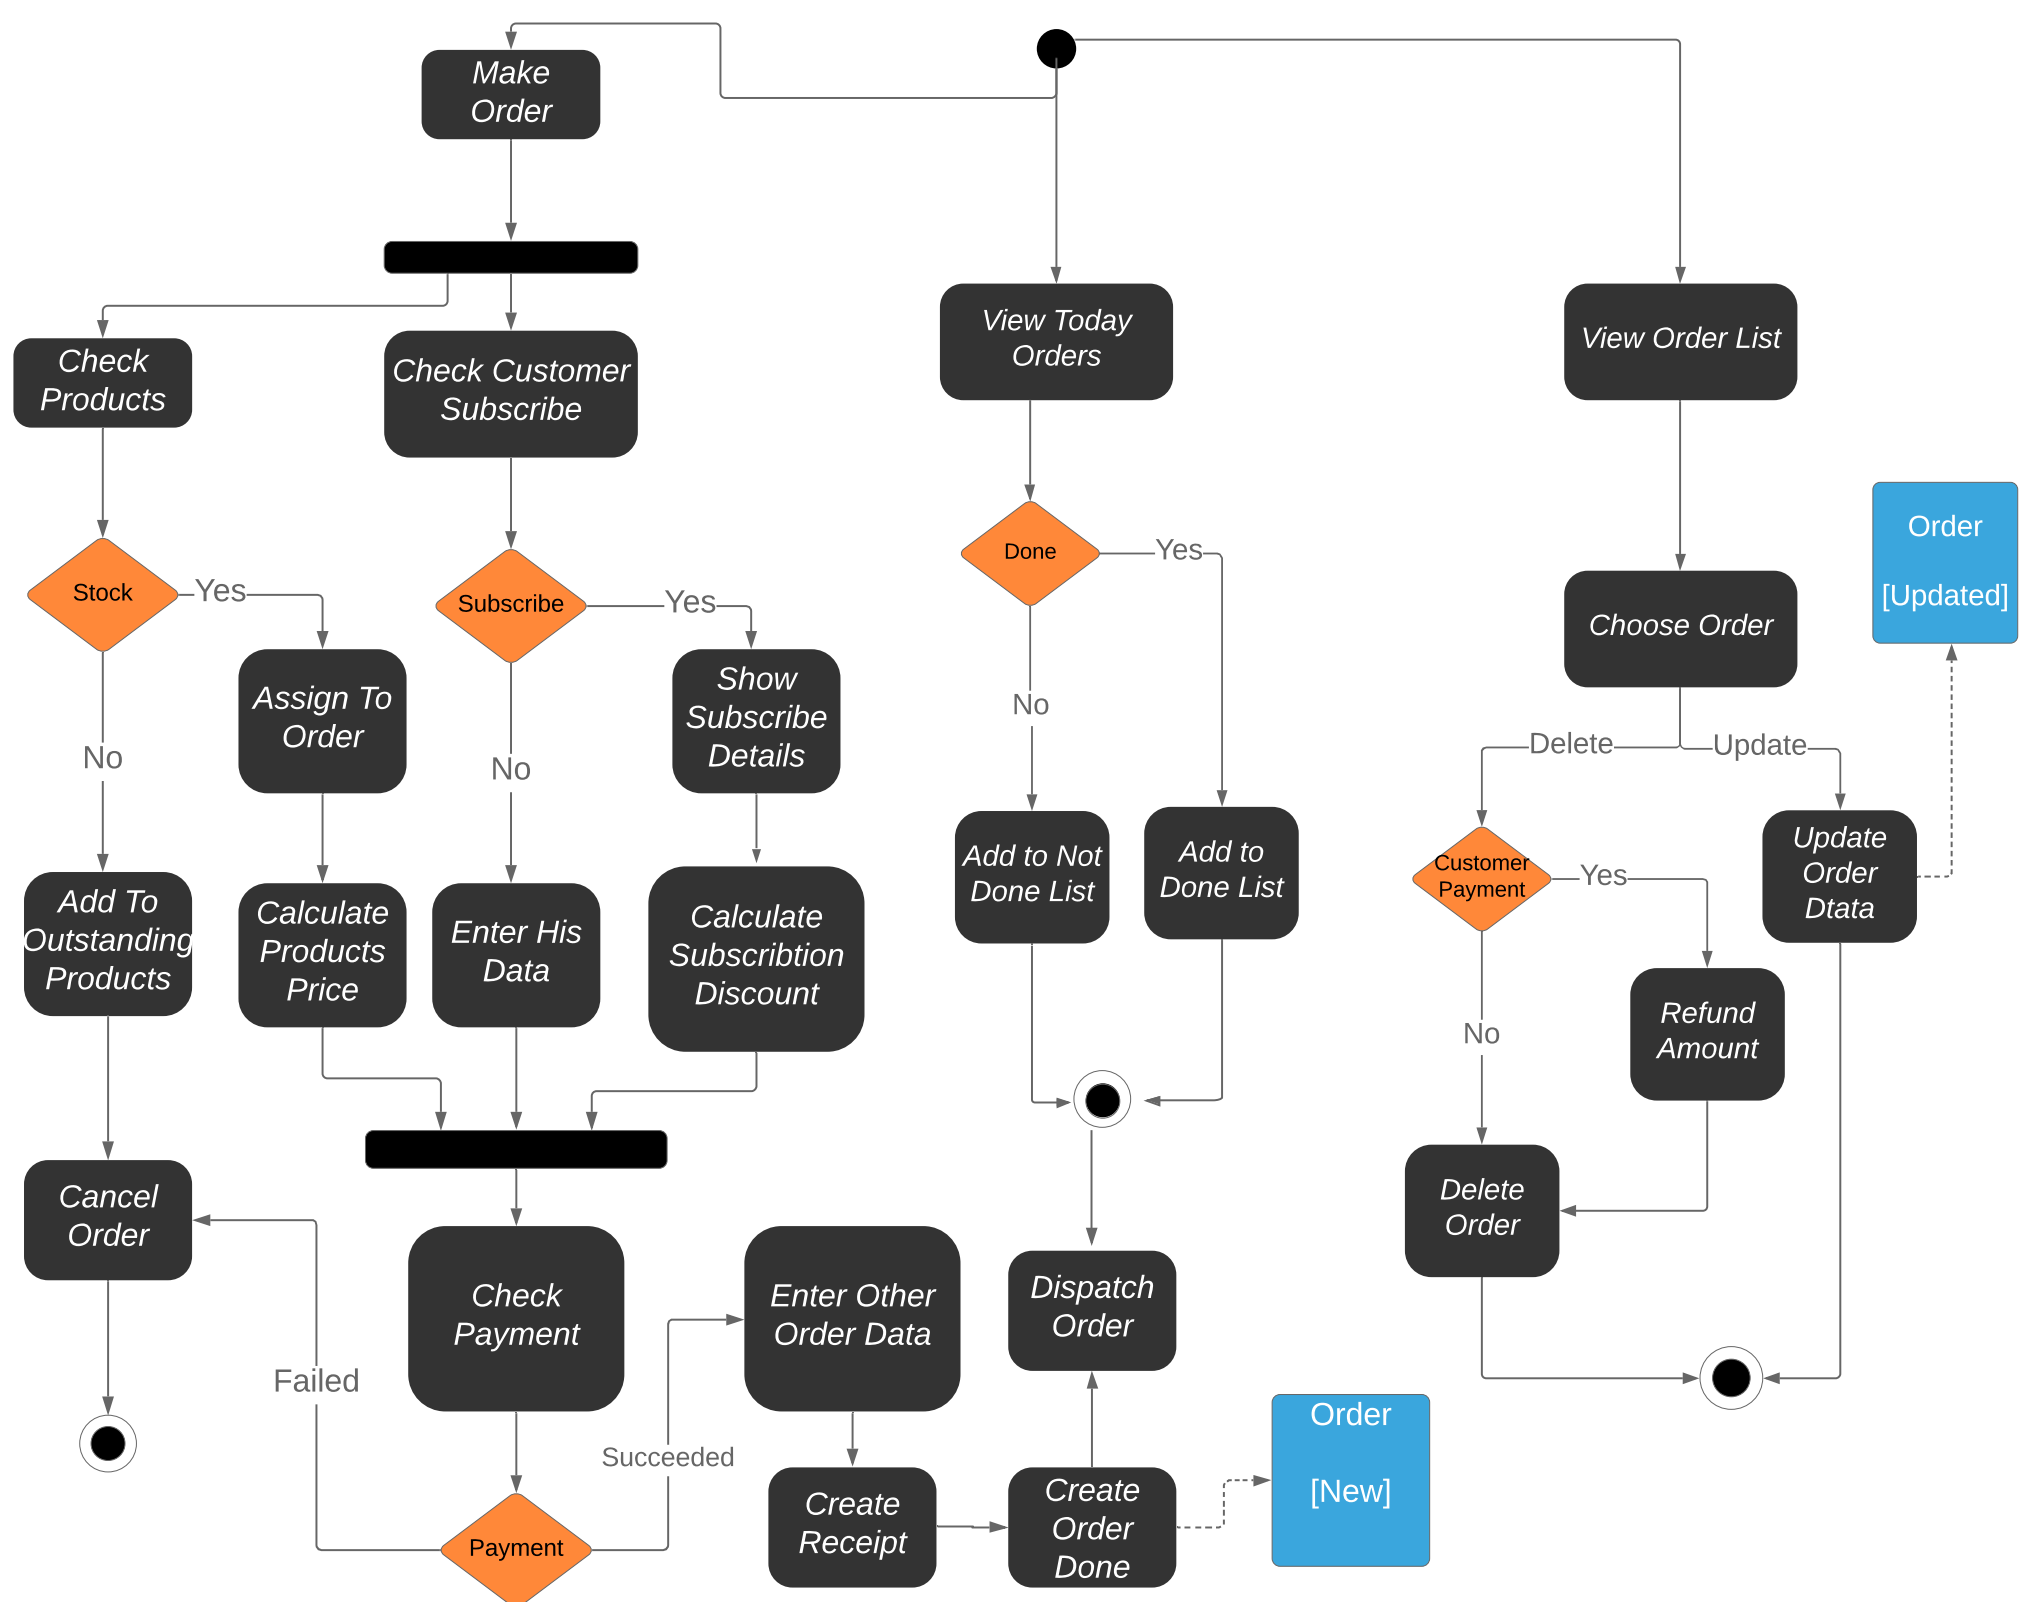 Make
Order
Check
Products
Check Customer
Subscribe
View Today
Orders
View Order List
Stock
Yes
No
Subscribe
Yes
No
Done
Yes
No
Choose Order
Order
[Updated]
Delete
Update
Assign To
Order
Show
Subscribe
Details
Add To
Outstanding
Products
Calculate
Products
Price
Enter His
Data
Calculate
Subscribtion
Discount
Add to Not
Done List
Add to
Done List
Customer
Payment
Yes
No
Update
Order
Dtata
Refund
Amount
Delete
Order
Cancel
Order
Check
Payment
Failed
Succeeded
Payment
Enter Other
Order Data
Dispatch
Order
Create
Receipt
Create
Order
Done
Order
[New]